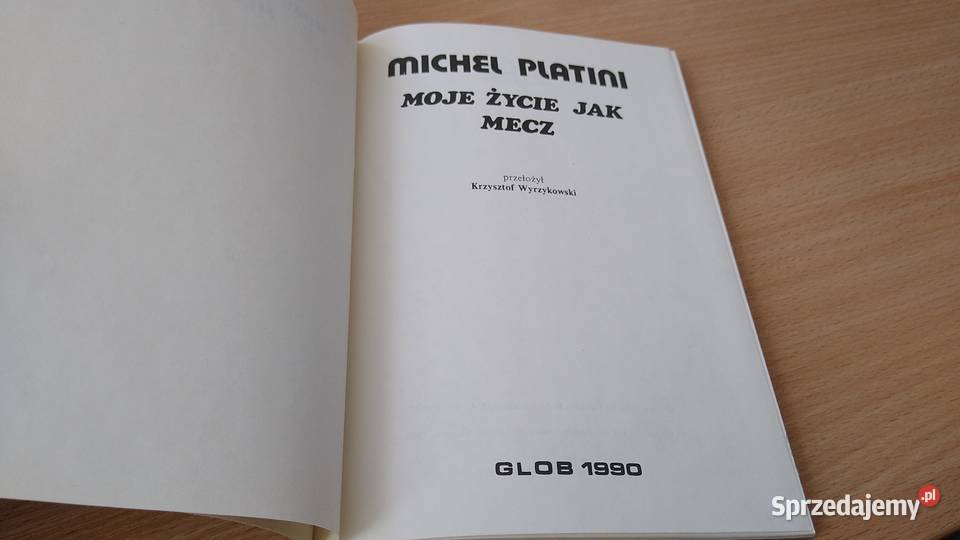 MICHEL PLATINI
MOJE ŻYCIE JAK
MECZ
przełożył
Krzysztof Wyrzykowski
GLOB 1990
Sprzedajemy.pl